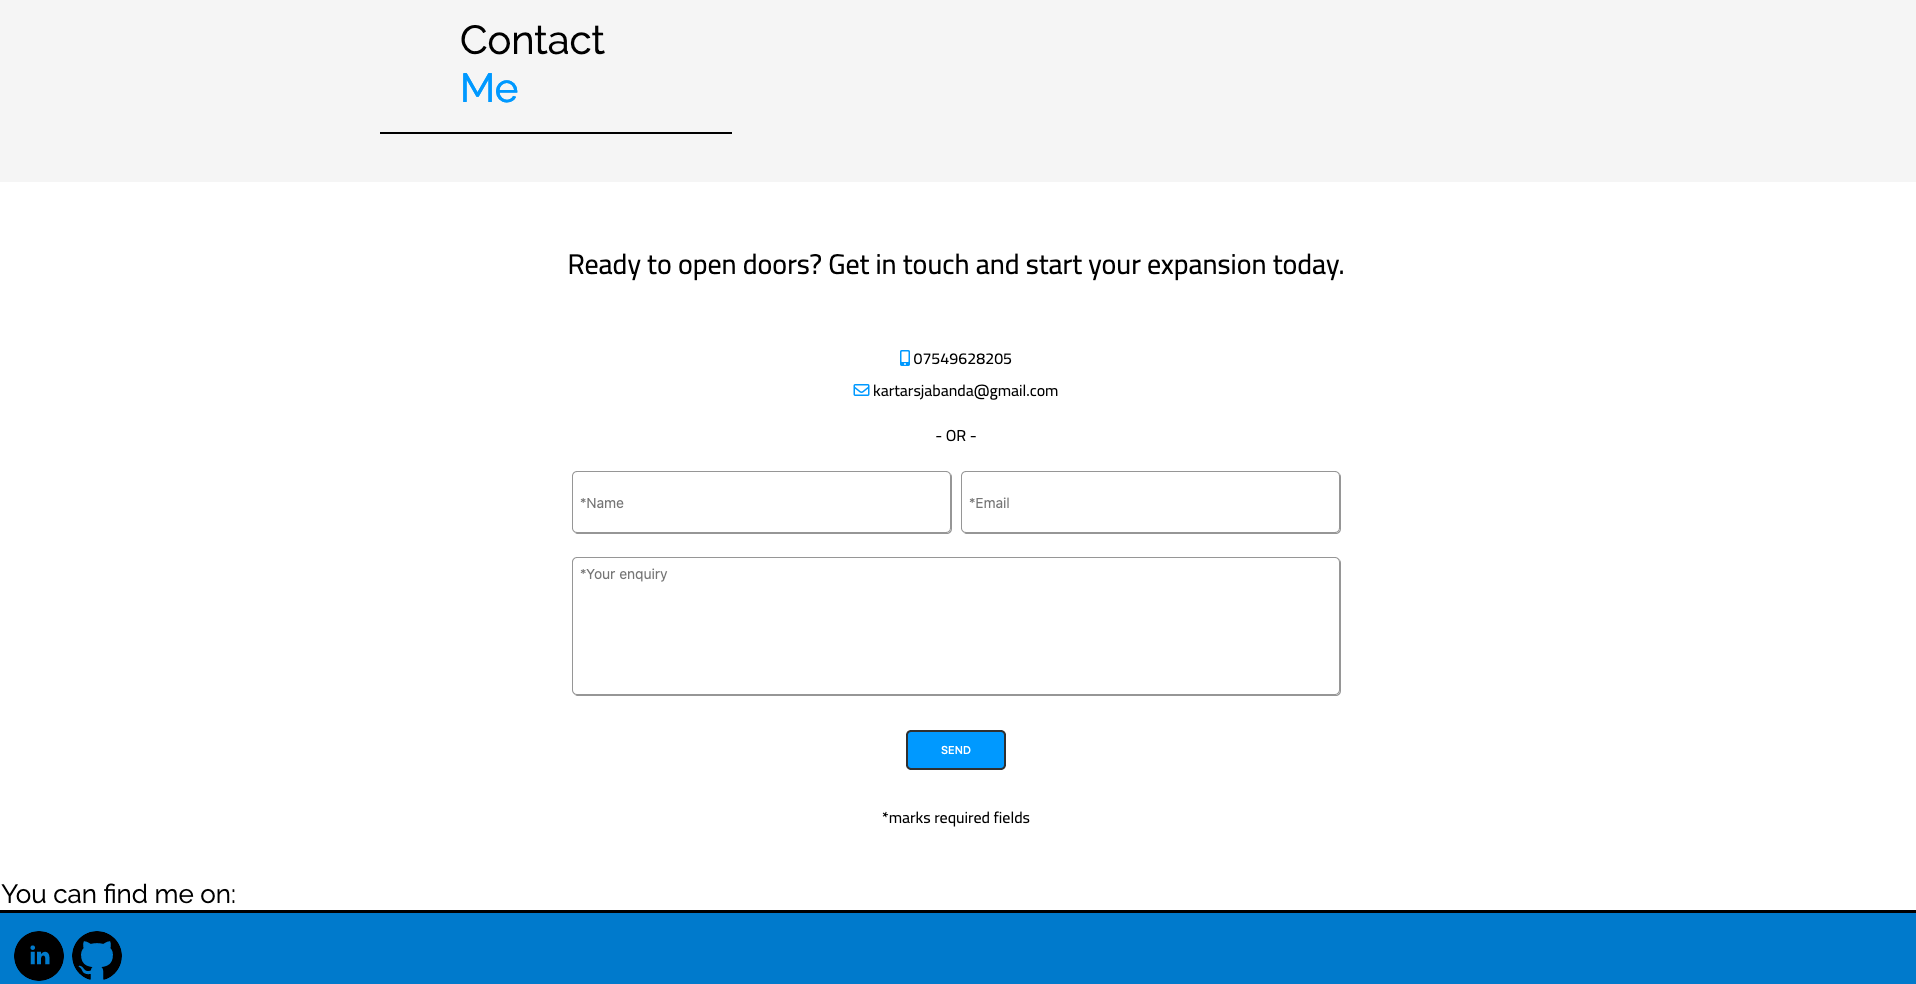 Contact
Me
Ready to open doors? Get in touch and start your expansion today.
07549628205
kartarsjabanda@gmail.com
- OR -
*Name
*Email
*Your enquiry
SEND
*marks required fields
You can find me on:
in